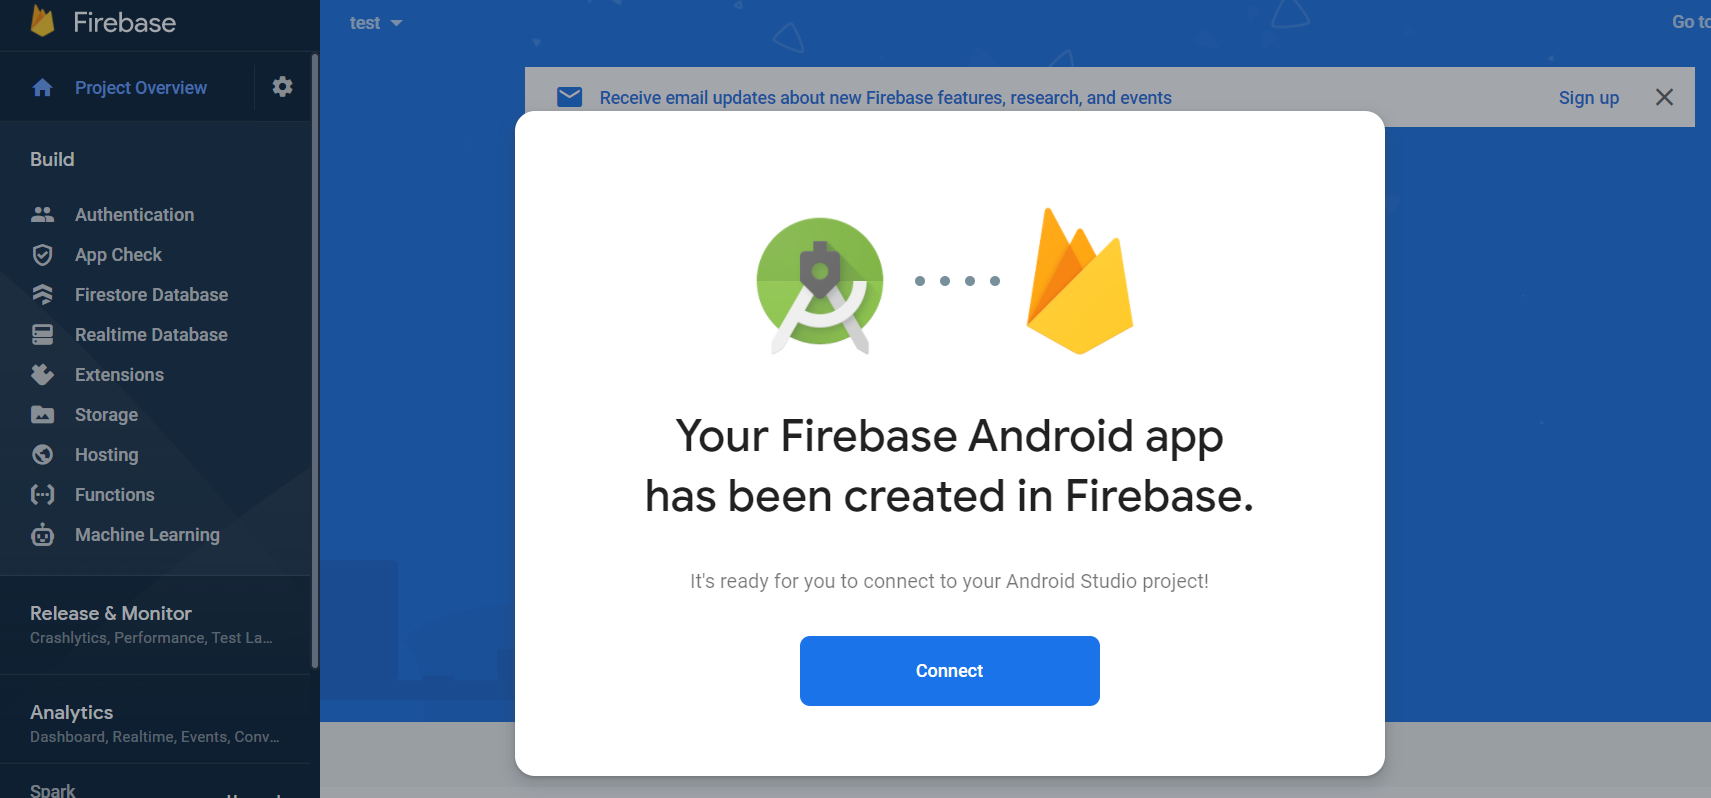 Firebase
test
Go to
Project Overview
Receive email updates about new Firebase features, research, and events
Sign up
Build
Authentication
App Check
Firestore Database
Realtime Database
Extensions
Storage
Hosting
Functions
Machine Learning
Release & Monitor
Crashlytics, Performance, Test La...
Analytics
Dashboard, Realtime, Events, Conv...
Spark
Your Firebase Android app
has been created in Firebase.
It's ready for you to connect to your Android Studio project!
Connect